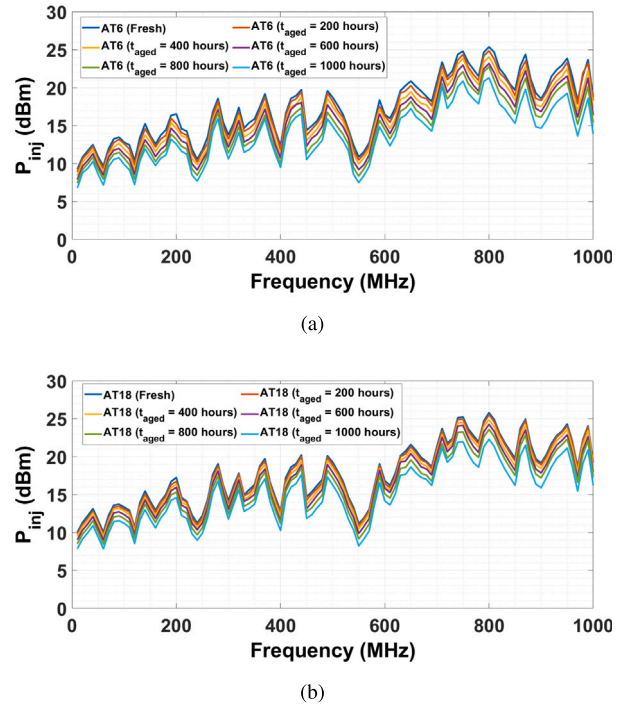 30
AT6 (Fresh) AT6 (t_aged = 200 hours)
25
AT6 (t_aged = 400 hours) AT6 (t_aged = 600 hours)
AT6 (t_aged = 800 hours) AT6 (t_aged = 1000 hours)
20
15
10
5
0
P_inj (dBm)
0 200 400 600 800 1000
Frequency (MHz)
(a)
30
AT18 (Fresh) AT18 (t_aged = 200 hours)
25
AT18 (t_aged = 400 hours) AT18 (t_aged = 600 hours)
AT18 (t_aged = 800 hours) AT18 (t_aged = 1000 hours)
20
15
10
5
0
P_inj (dBm)
0 200 400 600 800 1000
Frequency (MHz)
(b)